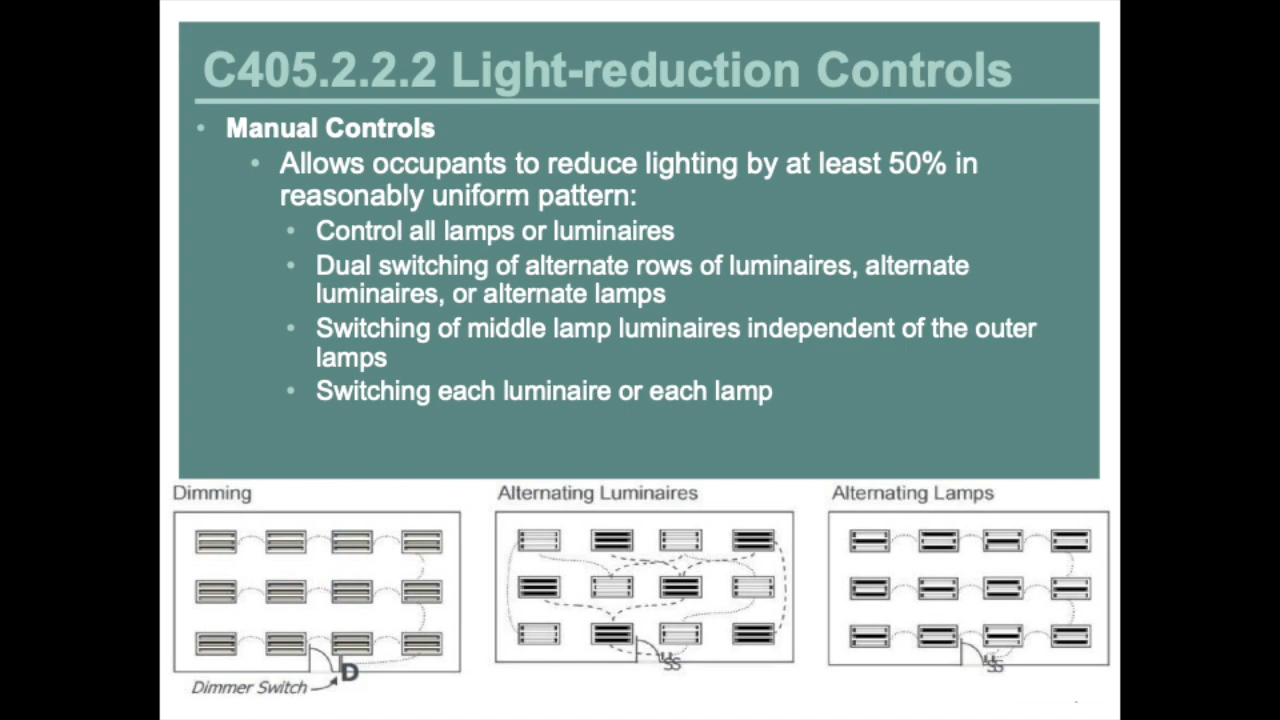 C405.2.2.2 Light-reduction Controls
• Manual Controls
• Allows occupants to reduce lighting by at least 50% in
reasonably uniform pattern:
• Control all lamps or luminaires
• Dual switching of alternate rows of luminaires, alternate
luminaires, or alternate lamps
• Switching of middle lamp luminaires independent of the outer
lamps
• Switching each luminaire or each lamp
Dimming
Alternating Luminaires
Alternating Lamps
D
Dimmer Switch